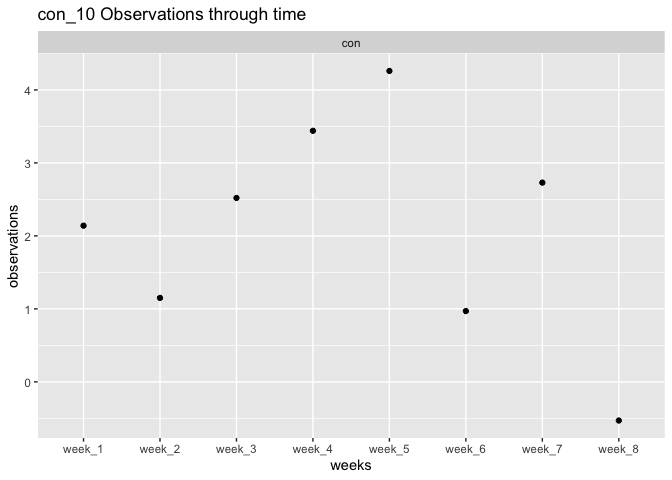 con_10 Observations through time
con
4
3
2
1
0
observations
week_1 week_2 week_3 week_4 week_5 week_6 week_7 week_8
weeks